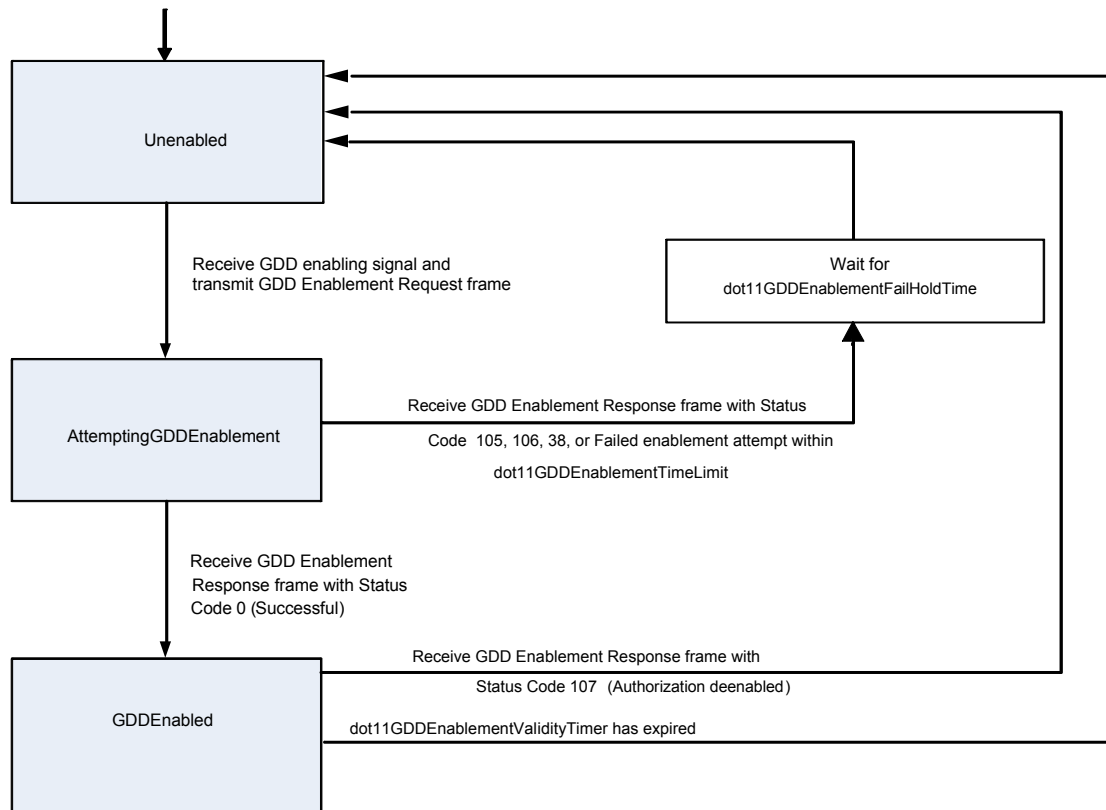 Unenabled
Receive GDD enabling signal and
transmit GDD Enablement Request frame
Wait for
dot11GDDEnablementFailHoldTime
AttemptingGDDEnablement
Receive GDD Enablement Response frame with Status
Code 105, 106, 38, or Failed enablement attempt within
dot11GDDEnablementTimeLimit
Receive GDD Enablement
Response frame with Status
Code 0 (Successful)
GDDEnabled
Receive GDD Enablement Response frame with
Status Code 107 (Authorization deenabled)
dot11GDDEnablementValidityTimer has expired